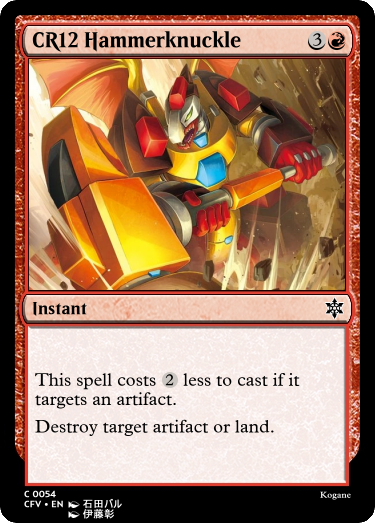 CR12 Hammerknuckle 3
Instant
This spell costs 2 less to cast if it
targets an artifact.
Destroy target artifact or land.
C 0054
Kogane
CFV • EN 石田バル
伊藤彰